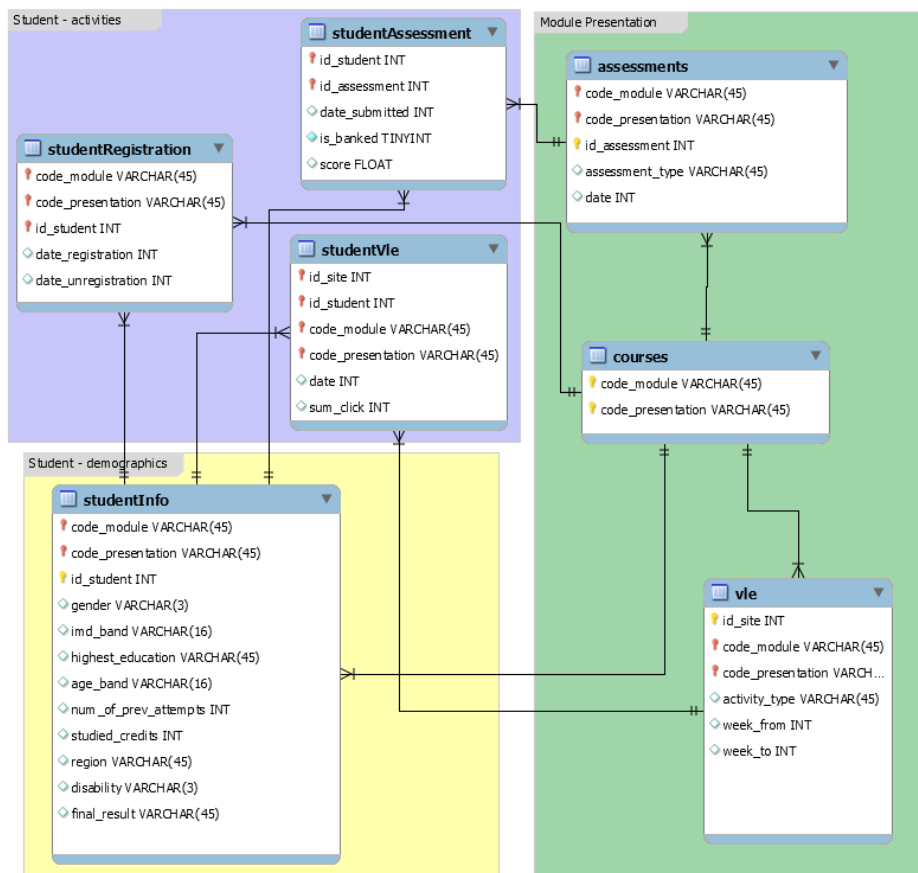 Student - activities
studentAssessment
id_student INT
id_assessment INT
date_submitted INT
is_banked TINYINT
score FLOAT
studentRegistration
code_module VARCHAR(45)
code_presentation VARCHAR(45)
id_student INT
date_registration INT
date_unregistration INT
studentVle
id_site INT
id_student INT
code_module VARCHAR(45)
code_presentation VARCHAR(45)
date INT
sum_click INT
Student - demographics
studentInfo
code_module VARCHAR(45)
code_presentation VARCHAR(45)
id_student INT
gender VARCHAR(3)
imd_band VARCHAR(16)
highest_education VARCHAR(45)
age_band VARCHAR(16)
num_of_prev_attempts INT
studied_credits INT
region VARCHAR(45)
disability VARCHAR(3)
final_result VARCHAR(45)
Module Presentation
assessments
code_module VARCHAR(45)
code_presentation VARCHAR(45)
id_assessment INT
assessment_type VARCHAR(45)
date INT
courses
code_module VARCHAR(45)
code_presentation VARCHAR(45)
vle
id_site INT
code_module VARCHAR(45)
code_presentation VARCH...
activity_type VARCHAR(45)
week_from INT
week_to INT